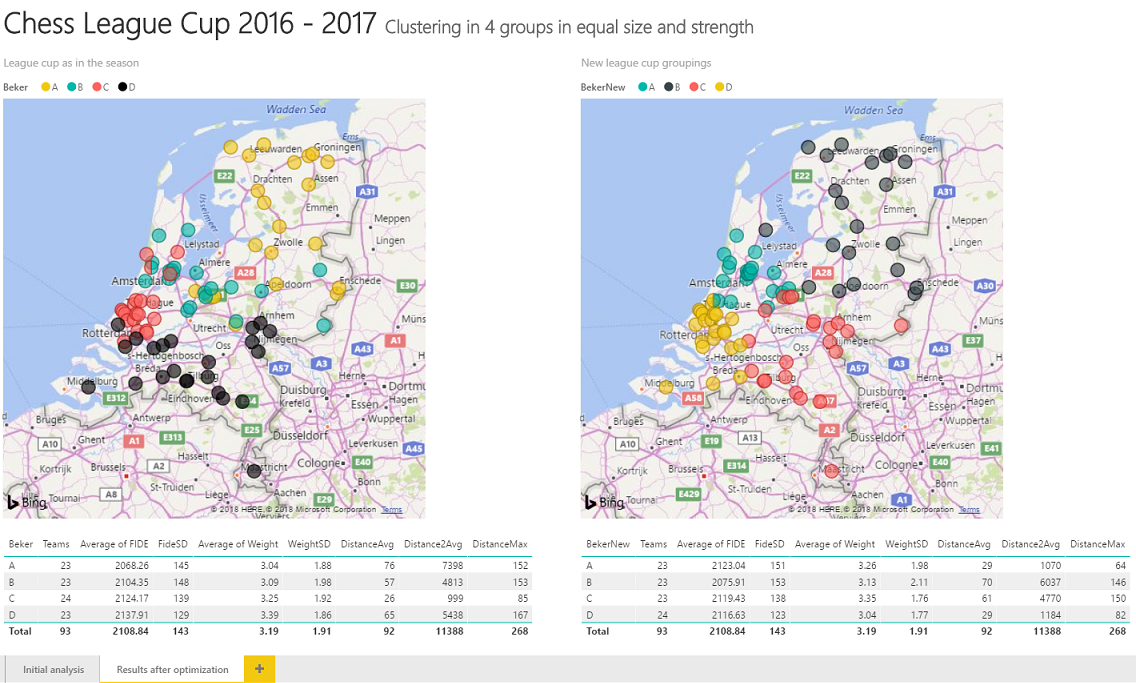 Chess League Cup 2016 - 2017 Clustering in 4 groups in equal size and strength
League cup as in the season
Beker A B C D
Wadden Sea
Ems
Leeuwarden Groningen
E22 Drachten Assen
A31
IJsselmeer
Emmen
Meppen
Lelystad Zwolle Lingen
Almere
Amsterdam A28 Apeldoorn Enschede E30
Hague
Utrecht Arnhem Müns
Rotterdam
Oss Nijmegen A1
's-Hertogenbosch A43
Breda A57 A3
Middelburg Tilburg Herne Dortmu
E312 Eindhoven Duisburg Essen Hagen
Krefeld
Bruges Antwerp Wuppertal
A10 Ghent A1 E313 E25 Düsseldorf
Leverkusen A45
Kortrijk Brussels A2 Hasselt Cologne E40
Maastricht Bonn
Tournai A8 St-Truiden
Liège Aachen E29
Bing © 2018 HERE, © 2018 Microsoft Corporation Terms
Verviers
Beker Teams Average of FIDE FideSD Average of Weight WeightSD DistanceAvg Distance2Avg DistanceMax
A 23 2068.26 145 3.04 1.88 76 7398 152
B 23 2104.35 148 3.09 1.98 57 4813 153
C 24 2124.17 139 3.25 1.92 26 999 85
D 23 2137.91 129 3.39 1.86 65 5438 167
Total 93 2108.84 143 3.19 1.91 92 11388 268
New league cup groupings
BekerNew A B C D
Wadden Sea
Ems
Leeuwarden Groningen
E22 Drachten Assen
A31
IJsselmeer
Emmen
Meppen
Lelystad Zwolle Lingen
Almere
Amsterdam A28 Apeldoorn Enschede A30
Hague
Utrecht Arnhem Müns
Rotterdam
Oss Nijmegen E37
's-Hertogenbosch A43
Breda A57 A3
Middelburg Tilburg Herne Dortmu
A58 Eindhoven Duisburg Essen Hagen
Krefeld
Bruges Antwerp A2 Wuppertal
A10 Ghent E19 A13 Düsseldorf
Leverkusen E41
Kortrijk Brussels E314 Hasselt Cologne E40
Maastricht Bonn
Tournai E429 St-Truiden
Liège Aachen A1
Bing © 2018 HERE, © 2018 Microsoft Corporation Terms
Verviers
BekerNew Teams Average of FIDE FideSD Average of Weight WeightSD DistanceAvg Distance2Avg DistanceMax
A 23 2123.04 151 3.26 1.98 29 1070 64
B 23 2075.91 153 3.13 2.11 70 6037 146
C 23 2119.43 138 3.35 1.76 61 4770 150
D 24 2116.63 123 3.04 1.77 29 1184 82
Total 93 2108.84 143 3.19 1.91 92 11388 268
Initial analysis Results after optimization +